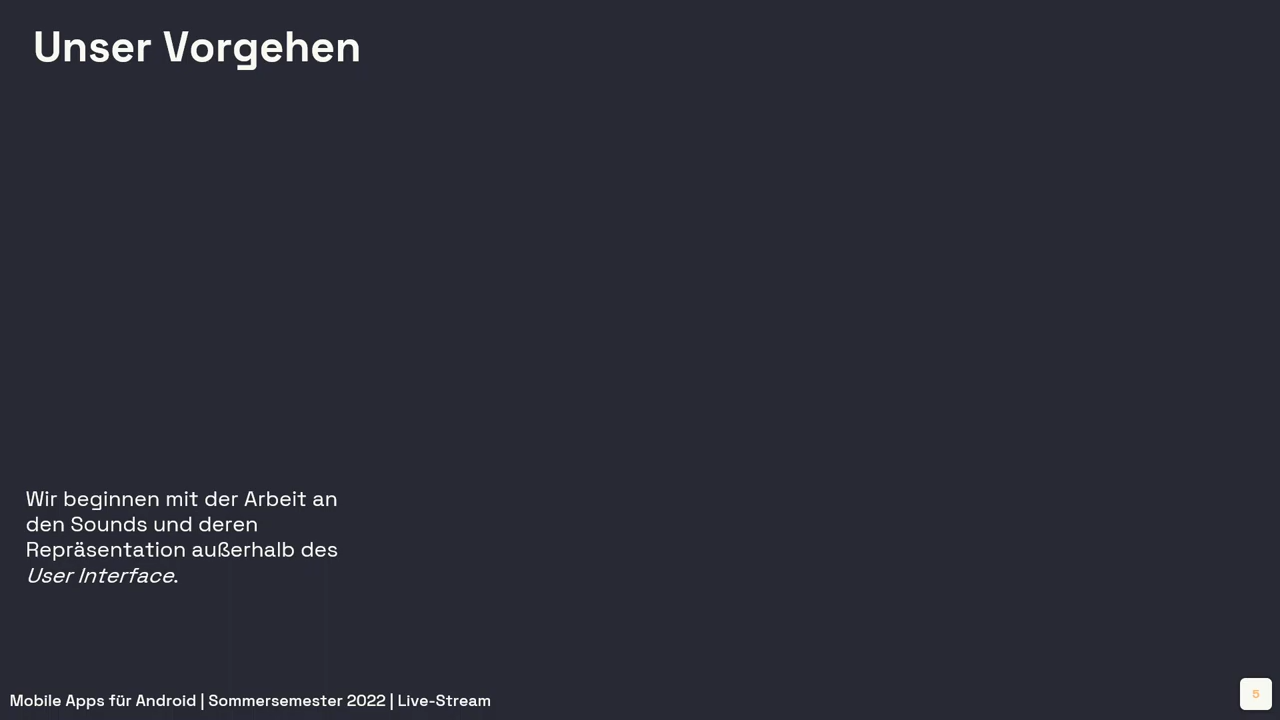 Unser Vorgehen
Wir beginnen mit der Arbeit an
den Sounds und deren
Repräsentation außerhalb des
User Interface.
Mobile Apps für Android | Sommersemester 2022 | Live-Stream
5